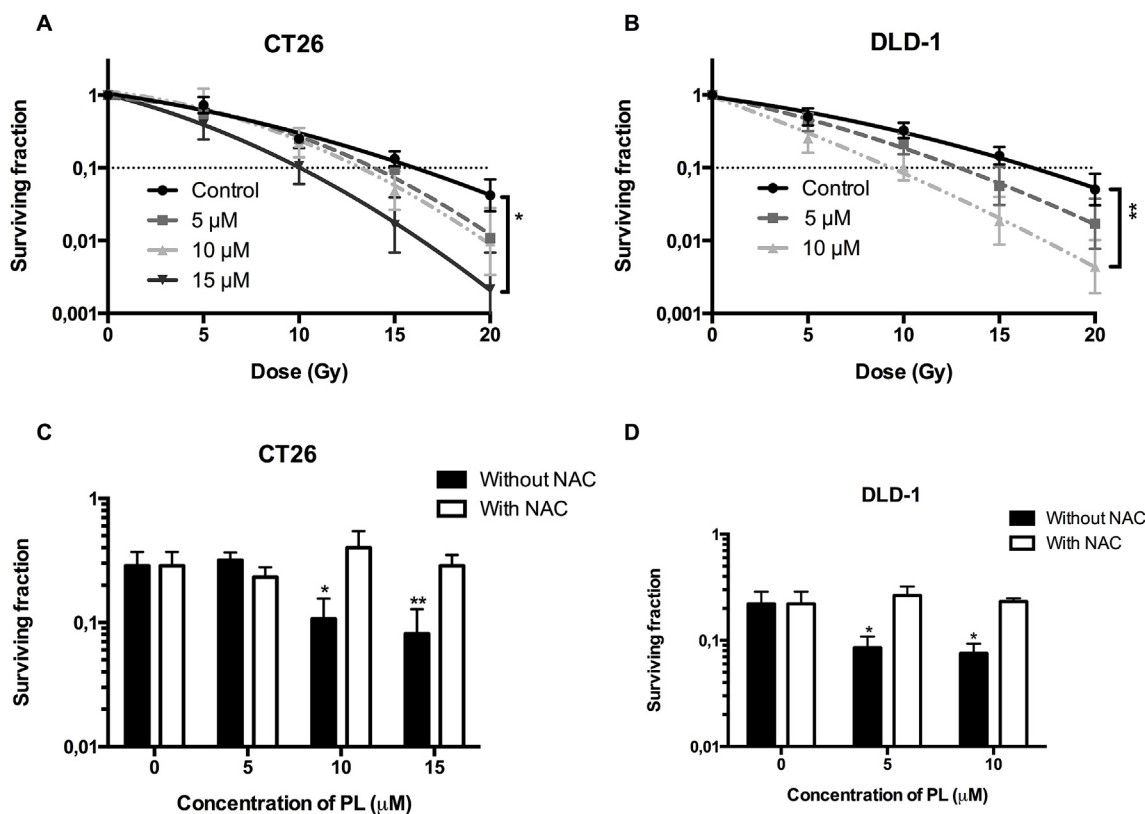 A
CT26
Surviving fraction
1
0,1
0,01
0,001
Control
5 µM
10 µM
15 µM
*
0
5
10
15
20
Dose (Gy)
B
DLD-1
Surviving fraction
1
0,1
0,01
0,001
Control
5 µM
10 µM
**
0
5
10
15
20
Dose (Gy)
C
CT26
Without NAC
With NAC
Surviving fraction
1
0,1
0,01
*
**
0
5
10
15
Concentration of PL (µM)
D
DLD-1
Without NAC
With NAC
Surviving fraction
1
0,1
0,01
*
*
0
5
10
Concentration of PL (µM)